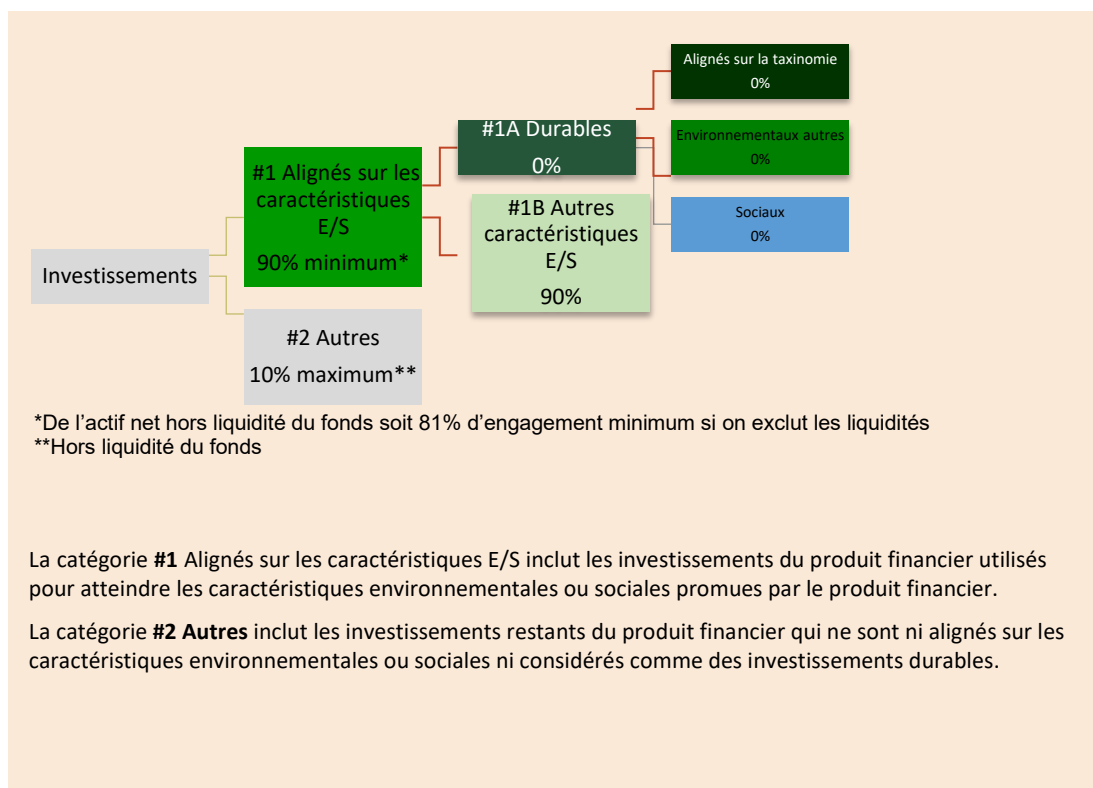 Investissements
#1 Alignés sur les
caractéristiques
E/S
90% minimum*
#2 Autres
10% maximum**
#1A Durables
0%
#1B Autres
caractéristiques
E/S
90%
Alignés sur la taxinomie
0%
Environnementaux autres
0%
Sociaux
0%
*De l’actif net hors liquidité du fonds soit 81% d’engagement minimum si on exclut les liquidités
**Hors liquidité du fonds
La catégorie #1 Alignés sur les caractéristiques E/S inclut les investissements du produit financier utilisés
pour atteindre les caractéristiques environnementales ou sociales promues par le produit financier.
La catégorie #2 Autres inclut les investissements restants du produit financier qui ne sont ni alignés sur les
caractéristiques environnementales ou sociales ni considérés comme des investissements durables.